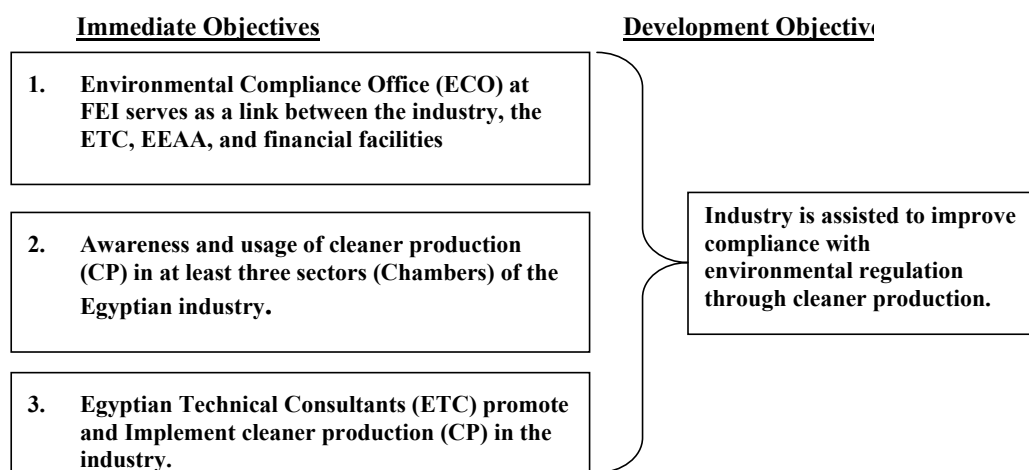 Immediate Objectives
Development Objective
1. Environmental Compliance Office (ECO) at
FEI serves as a link between the industry, the
ETC, EEAA, and financial facilities
2. Awareness and usage of cleaner production
(CP) in at least three sectors (Chambers) of the
Egyptian industry.
3. Egyptian Technical Consultants (ETC) promote
and Implement cleaner production (CP) in the
industry.
Industry is assisted to improve
compliance with
environmental regulation
through cleaner production.